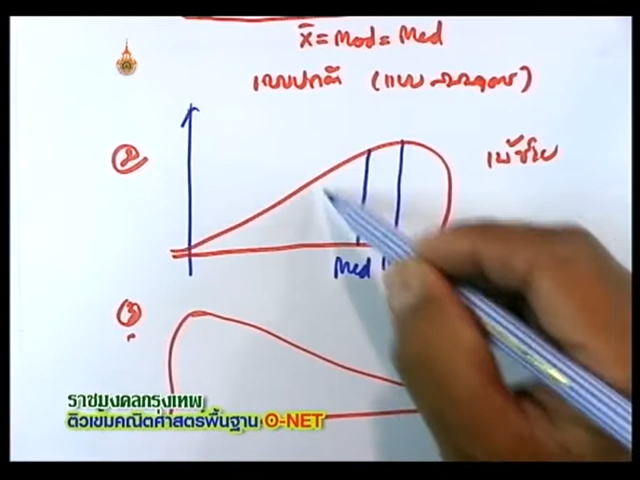 x̄ = Mod = Med
แบบปกติ (แบบสมมาตร)
② เบ้ซ้าย
Med
③
ราชมงคลกรุงเทพ
ติวเข้มคณิตศาสตร์พื้นฐาน O-NET